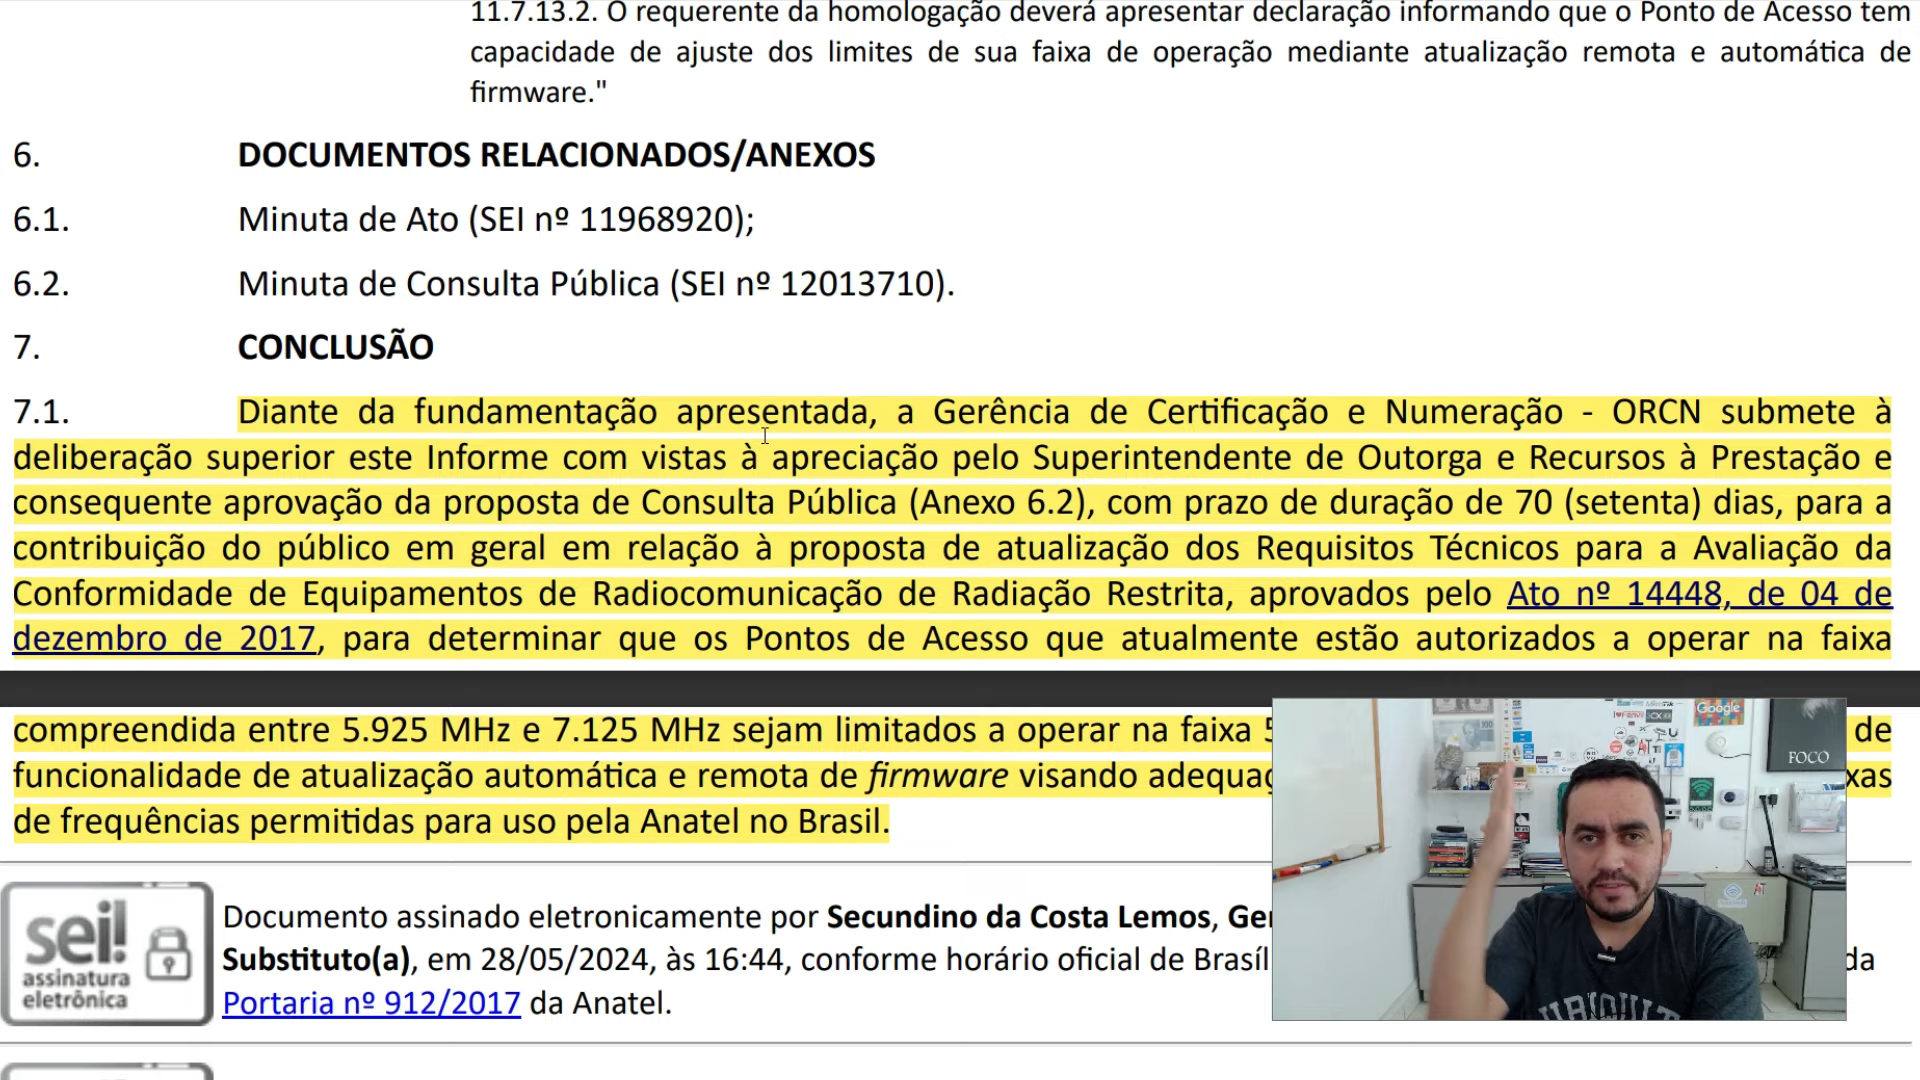 11.7.13.2. O requerente da homologação deverá apresentar declaração informando que o Ponto de Acesso tem
capacidade de ajuste dos limites de sua faixa de operação mediante atualização remota e automática de
firmware."
6. DOCUMENTOS RELACIONADOS/ANEXOS
6.1. Minuta de Ato (SEI nº 11968920);
6.2. Minuta de Consulta Pública (SEI nº 12013710).
7. CONCLUSÃO
7.1. Diante da fundamentação apresentada, a Gerência de Certificação e Numeração - ORCN submete à
deliberação superior este Informe com vistas à apreciação pelo Superintendente de Outorga e Recursos à Prestação e
consequente aprovação da proposta de Consulta Pública (Anexo 6.2), com prazo de duração de 70 (setenta) dias, para a
contribuição do público em geral em relação à proposta de atualização dos Requisitos Técnicos para a Avaliação da
Conformidade de Equipamentos de Radiocomunicação de Radiação Restrita, aprovados pelo Ato nº 14448, de 04 de
dezembro de 2017, para determinar que os Pontos de Acesso que atualmente estão autorizados a operar na faixa
compreendida entre 5.925 MHz e 7.125 MHz sejam limitados a operar na faixa de
funcionalidade de atualização automática e remota de firmware visando
de frequências permitidas para uso pela Anatel no Brasil.
Google
FOCO
sei!
assinatura
eletrônica
Documento assinado eletronicamente por Secundino da Costa Lemos,
Substituto(a), em 28/05/2024, às 16:44, conforme horário oficial de da
Portaria nº 912/2017 da Anatel.